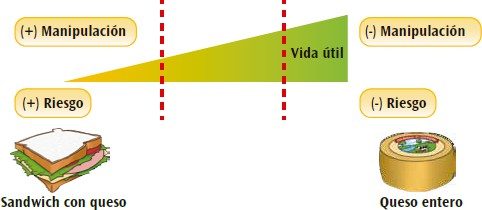 (+) Manipulación
Vida útil
(-) Manipulación
(+) Riesgo
(-) Riesgo
Sandwich con queso
Queso entero